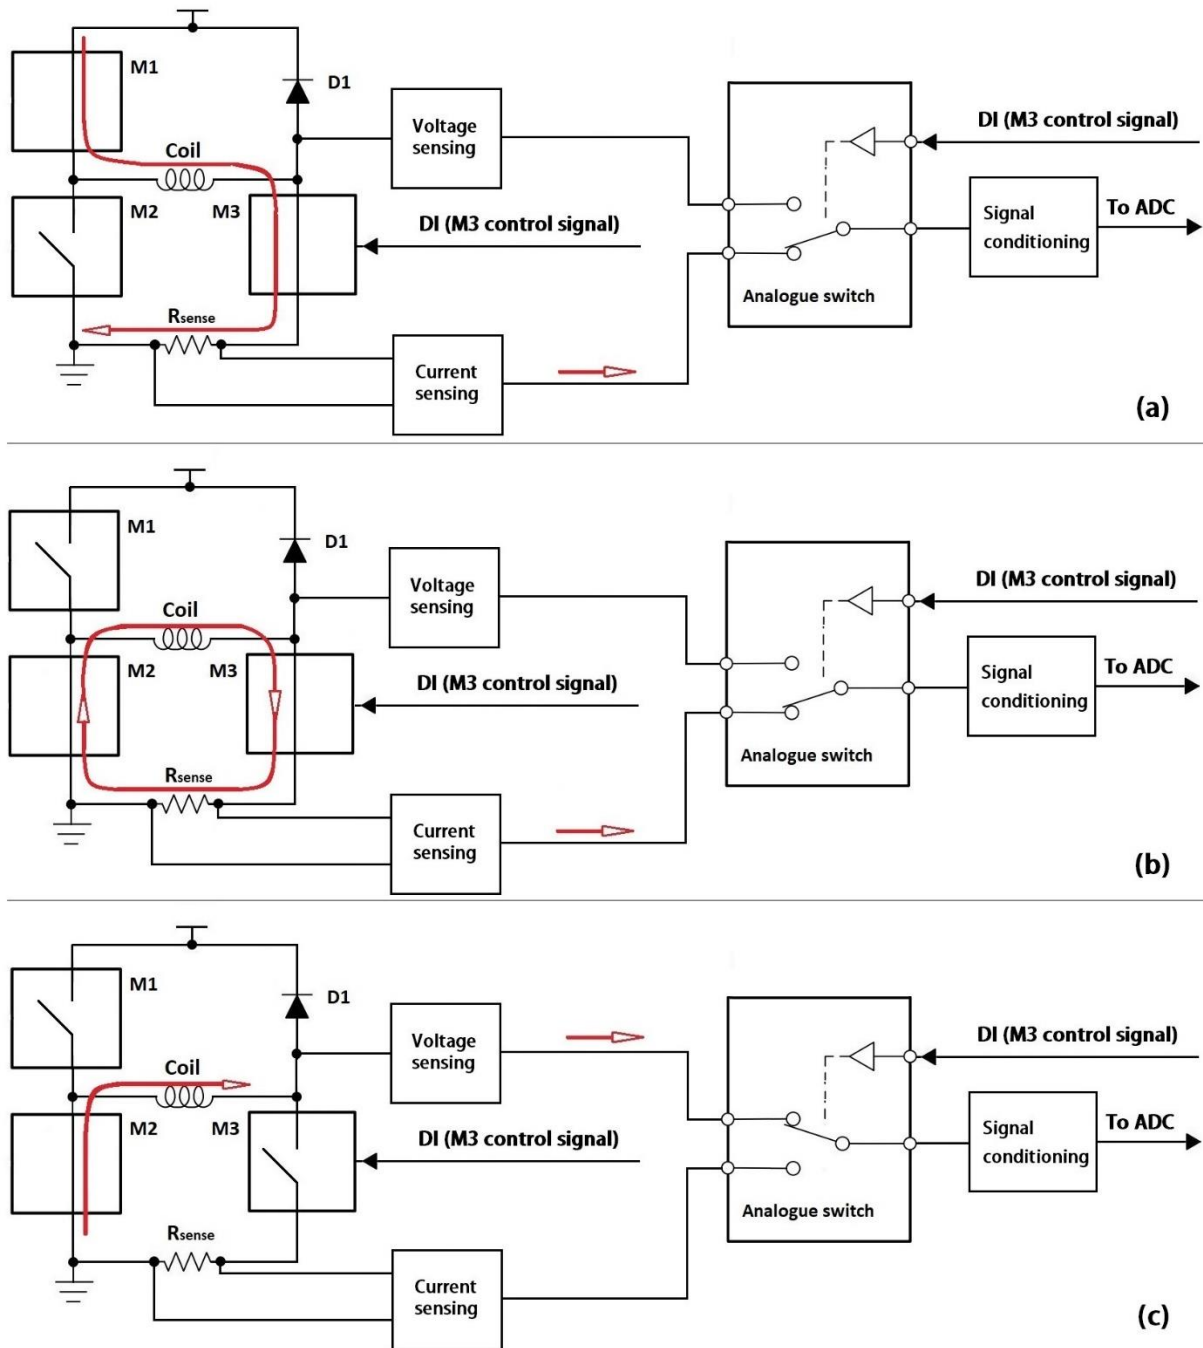 M1
D1
Voltage
sensing
DI (M3 control signal)
Coil
M2
M3
DI (M3 control signal)
Signal
conditioning
To ADC
Analogue switch
Rsense
Current
sensing
(a)
M1
D1
Voltage
sensing
DI (M3 control signal)
Coil
M2
M3
DI (M3 control signal)
Signal
conditioning
To ADC
Analogue switch
Rsense
Current
sensing
(b)
M1
D1
Voltage
sensing
DI (M3 control signal)
Coil
M2
M3
DI (M3 control signal)
Signal
conditioning
To ADC
Analogue switch
Rsense
Current
sensing
(c)